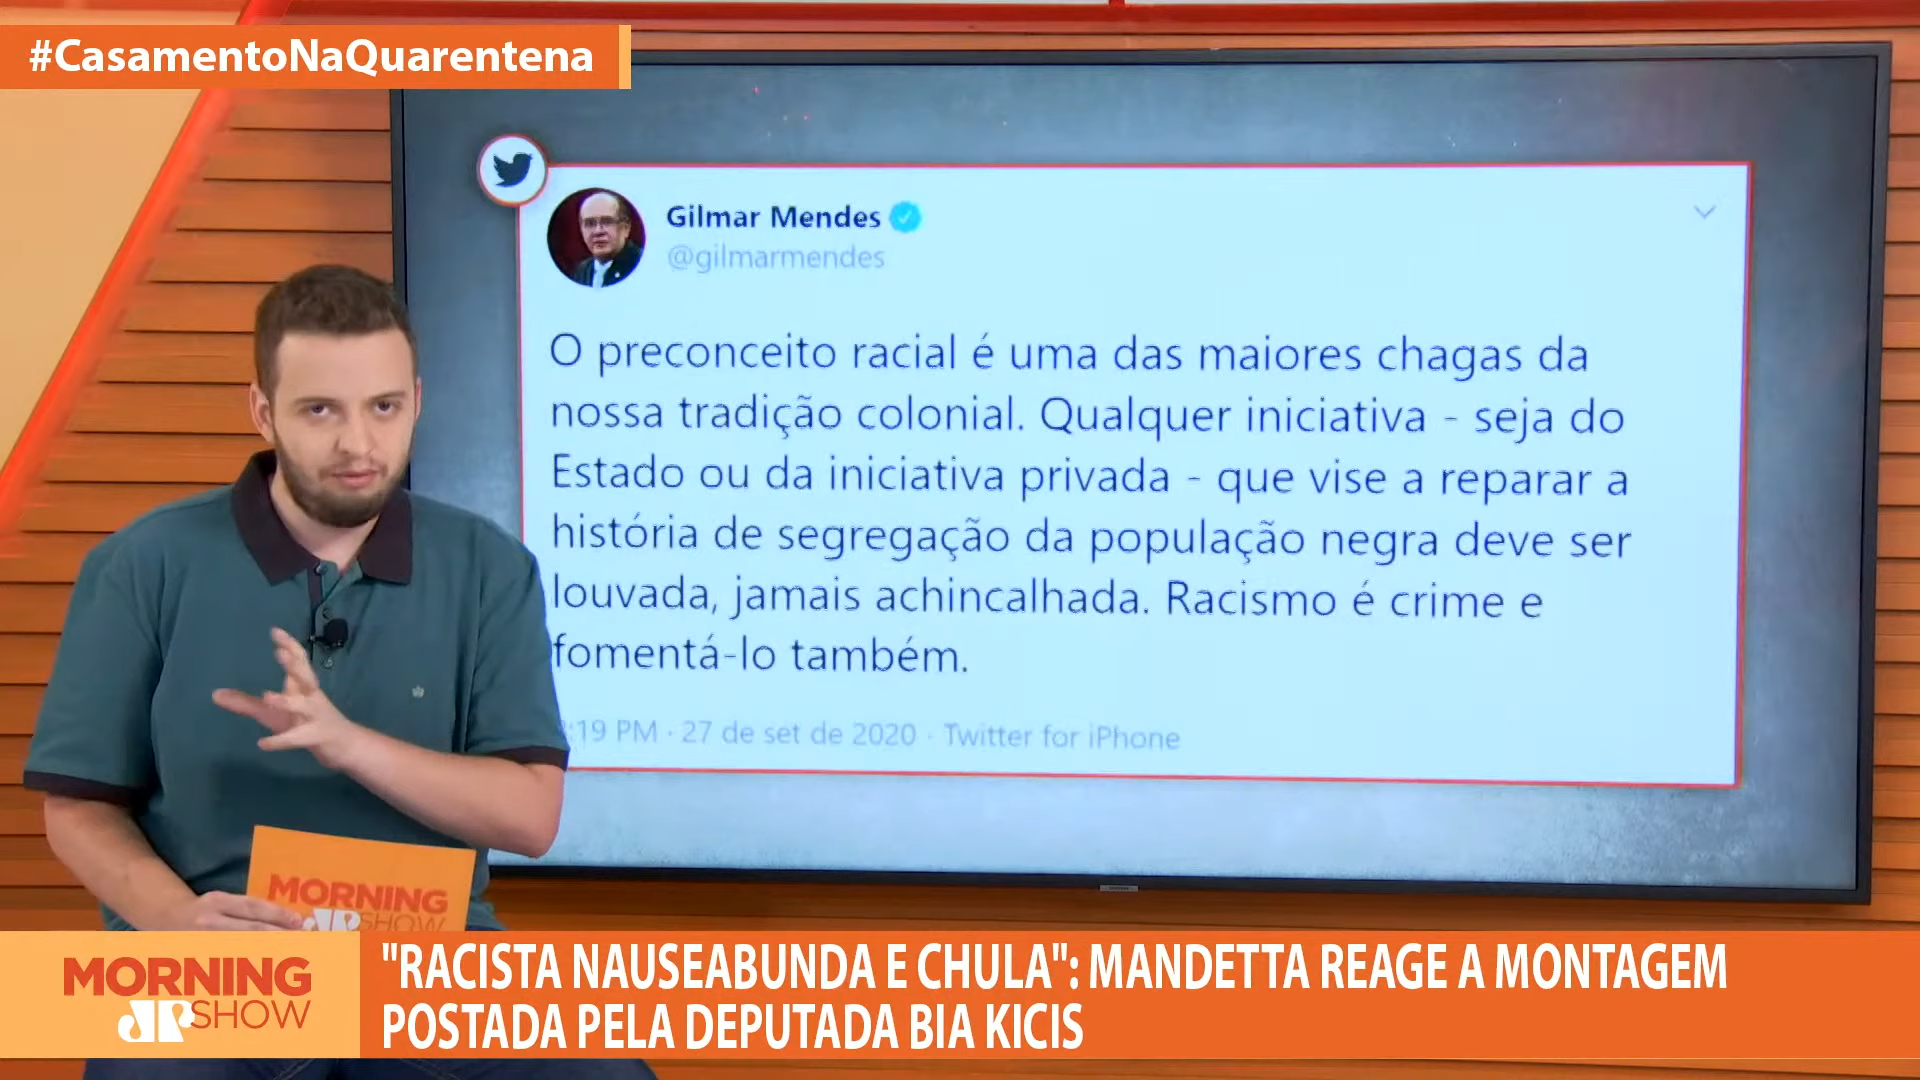 #CasamentoNaQuarentena
Gilmar Mendes
@gilmarmendes
O preconceito racial é uma das maiores chagas da
nossa tradição colonial. Qualquer iniciativa - seja do
Estado ou da iniciativa privada - que vise a reparar a
história de segregação da população negra deve ser
louvada, jamais achincalhada. Racismo é crime e
fomentá-lo também.
:19 PM · 27 de set de 2020 · Twitter for iPhone
MORNING
JP SHOW
MORNING
JP SHOW
"RACISTA NAUSEABUNDA E CHULA": MANDETTA REAGE A MONTAGEM
POSTADA PELA DEPUTADA BIA KICIS